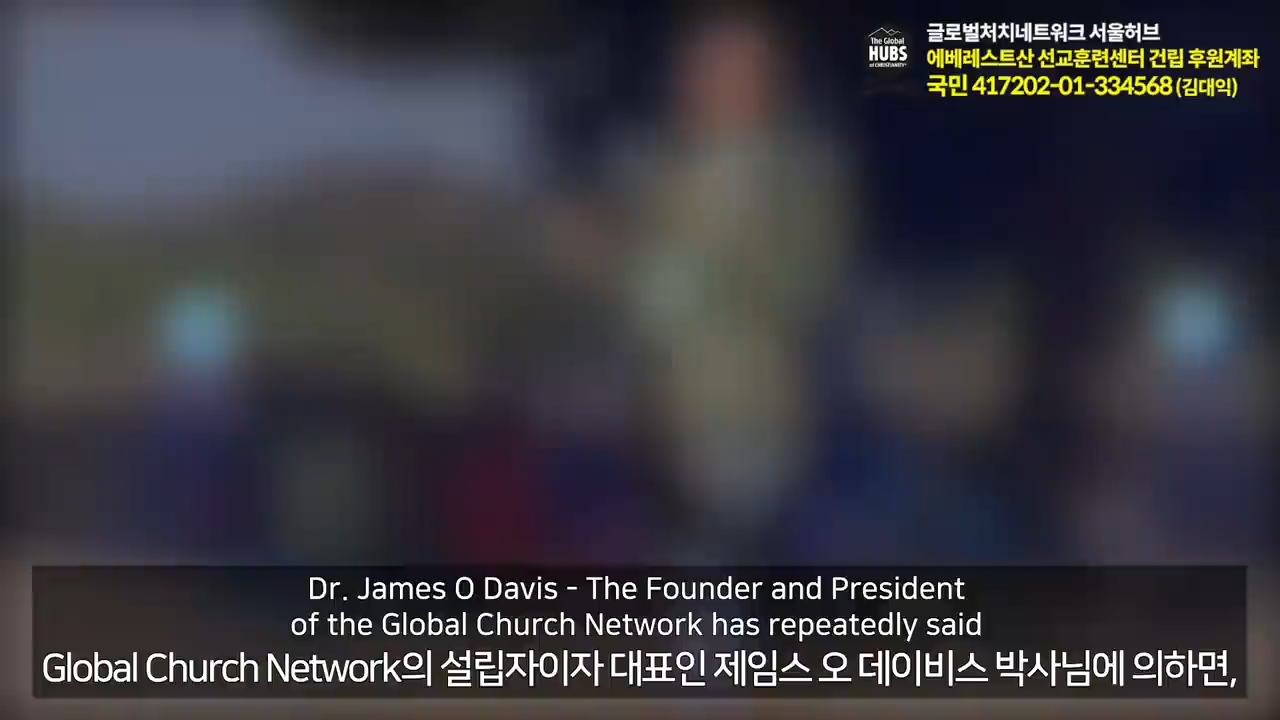 The Global
HUBS
of CHRISTIANITY
글로벌처치네트워크 서울허브
에베레스트산 선교훈련센터 건립 후원계좌
국민 417202-01-334568 (김대익)
Dr. James O Davis - The Founder and President
of the Global Church Network has repeatedly said
Global Church Network의 설립자이자 대표인 제임스 오 데이비스 박사님에 의하면,